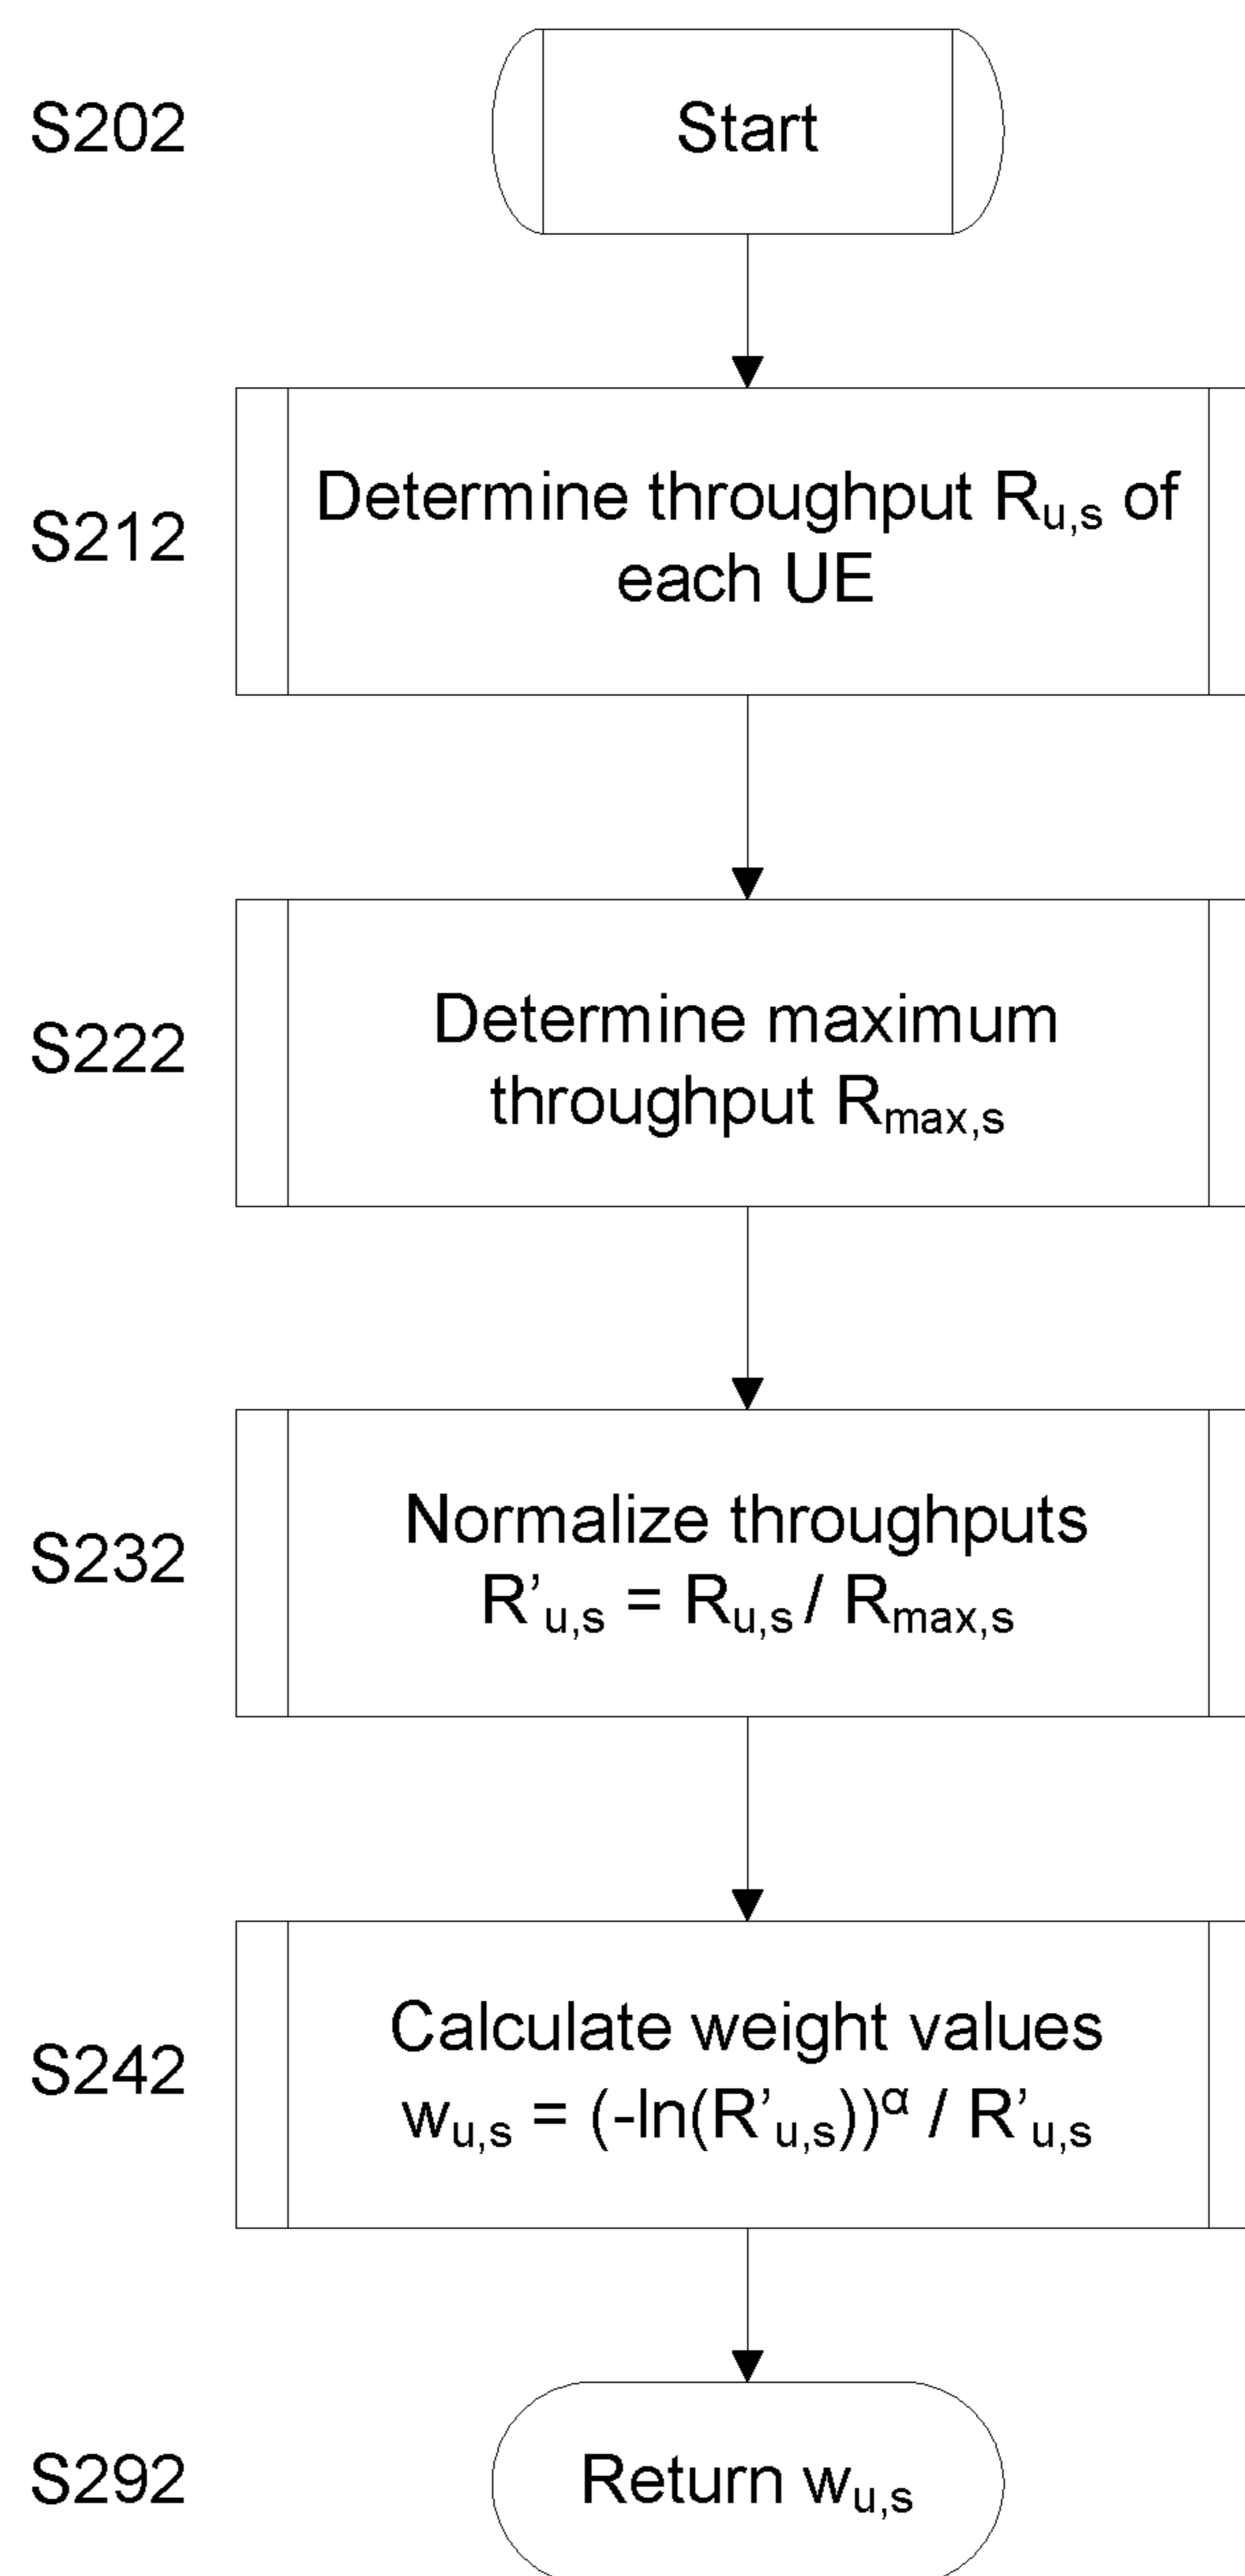 S202
Start
S212
Determine throughput Rᵤ,ₛ of
each UE
S222
Determine maximum
throughput Rₘₐₓ,ₛ
S232
Normalize throughputs
R’ᵤ,ₛ = Rᵤ,ₛ / Rₘₐₓ,ₛ
S242
Calculate weight values
wᵤ,ₛ = (-ln(R’ᵤ,ₛ))ᵅ / R’ᵤ,ₛ
S292
Return wᵤ,ₛ